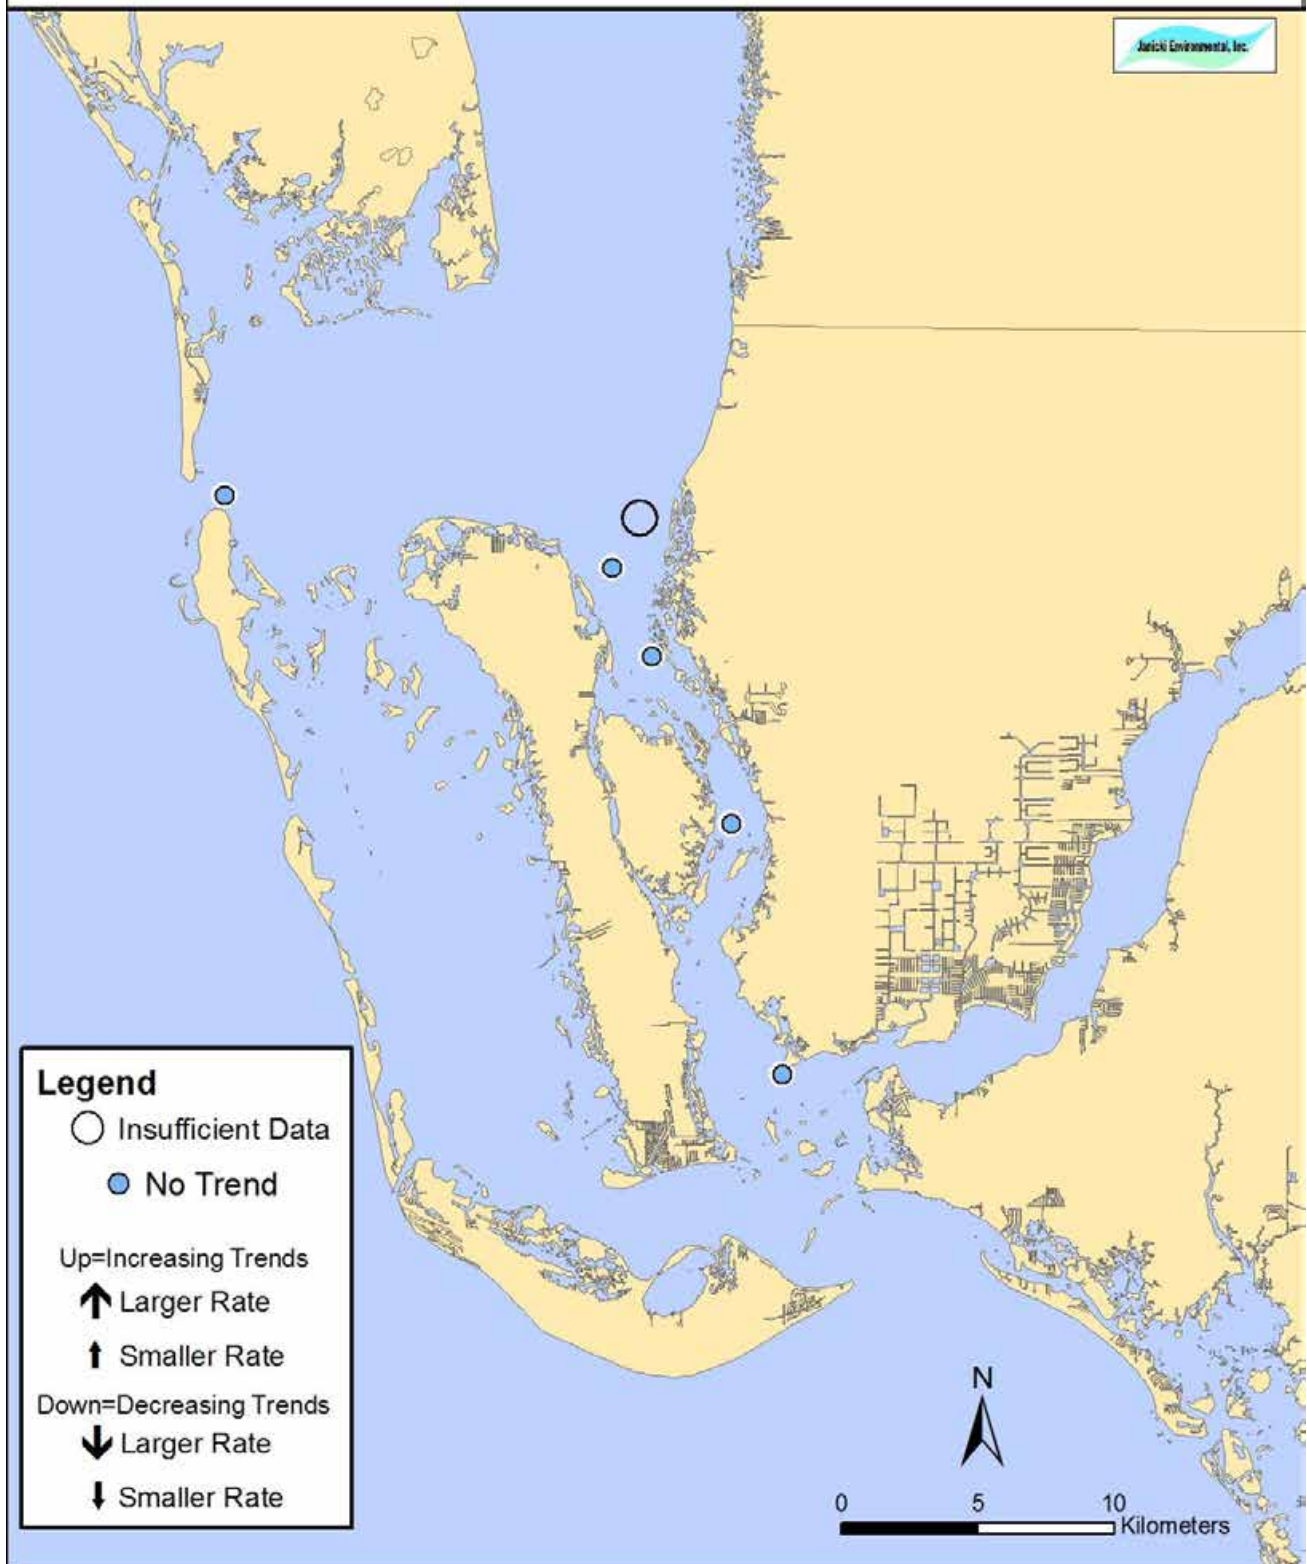 Janicki Environmental, Inc.
Legend
Insufficient Data
No Trend
Up=Increasing Trends
Larger Rate
Smaller Rate
Down=Decreasing Trends
Larger Rate
Smaller Rate
N
0 5 10
Kilometers